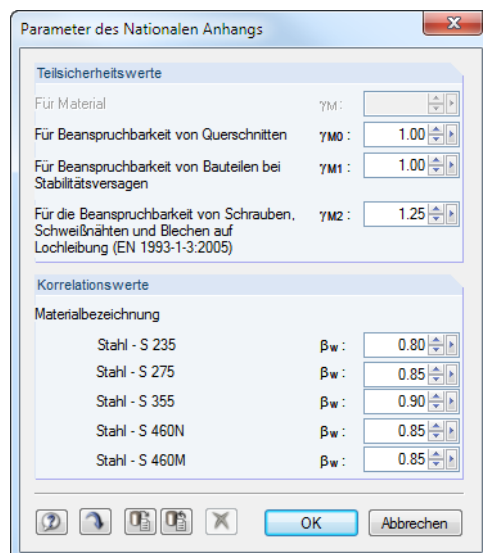 Parameter des Nationalen Anhangs
Teilsicherheitswerte
Für Material γM :
Für Beanspruchbarkeit von Querschnitten γM0 : 1.00
Für Beanspruchbarkeit von Bauteilen bei γM1 : 1.00
Stabilitätsversagen
Für die Beanspruchbarkeit von Schrauben, γM2 : 1.25
Schweißnähten und Blechen auf
Lochleibung (EN 1993-1-3:2005)
Korrelationswerte
Materialbezeichnung
Stahl - S 235 βw : 0.80
Stahl - S 275 βw : 0.85
Stahl - S 355 βw : 0.90
Stahl - S 460N βw : 0.85
Stahl - S 460M βw : 0.85
OK Abbrechen